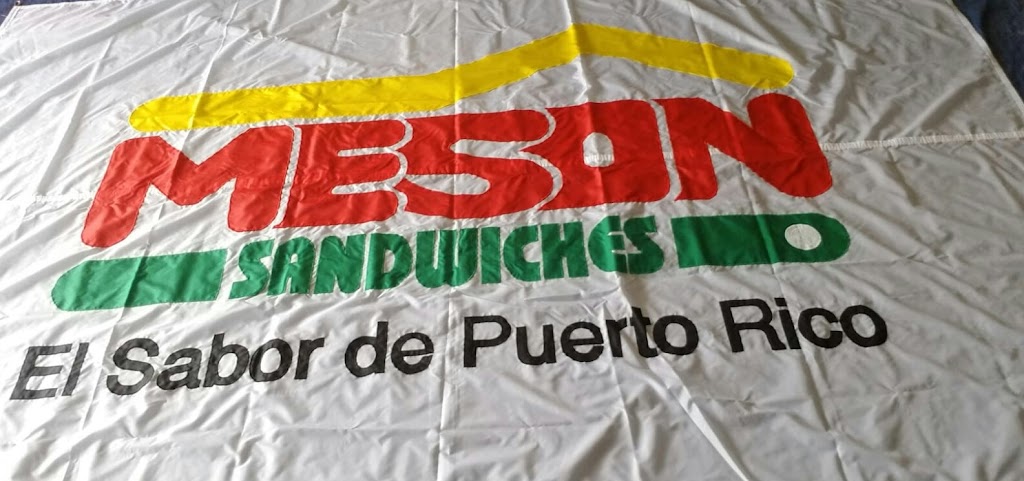 MESON
SANDWICHES
El Sabor de Puerto Rico